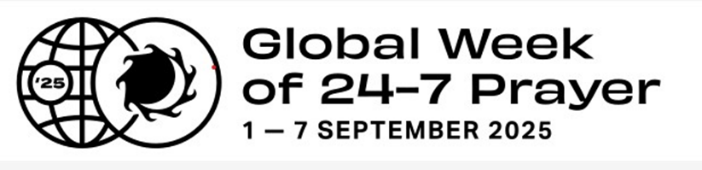 '25
Global Week
of 24–7 Prayer
1 — 7 SEPTEMBER 2025